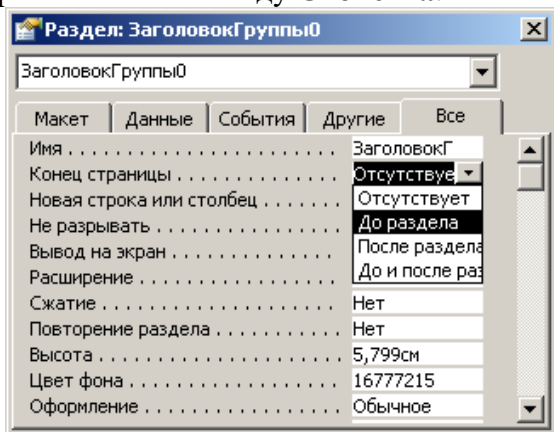 Раздел: ЗаголовокГруппы0
ЗаголовокГруппы0
Макет Данные События Другие Все
Имя ЗаголовокГ
Конец страницы Отсутствуе
Новая строка или столбец Отсутствует
Не разрывать До раздела
Вывод на экран После раздела
Расширение До и после раз
Сжатие Нет
Повторение раздела Нет
Высота 5,799см
Цвет фона 16777215
Оформление Обычное